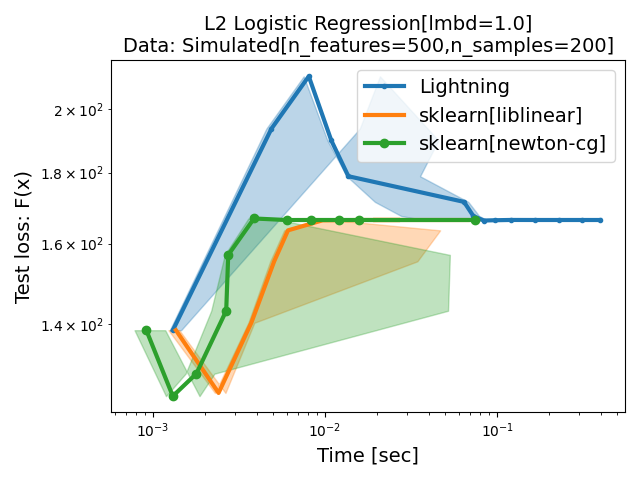 L2 Logistic Regression[lmbd=1.0]
Data: Simulated[n_features=500,n_samples=200]
Test loss: F(x)
2 × 10²
1.8 × 10²
1.6 × 10²
1.4 × 10²
Lightning
sklearn[liblinear]
sklearn[newton-cg]
10⁻³ 10⁻² 10⁻¹
Time [sec]